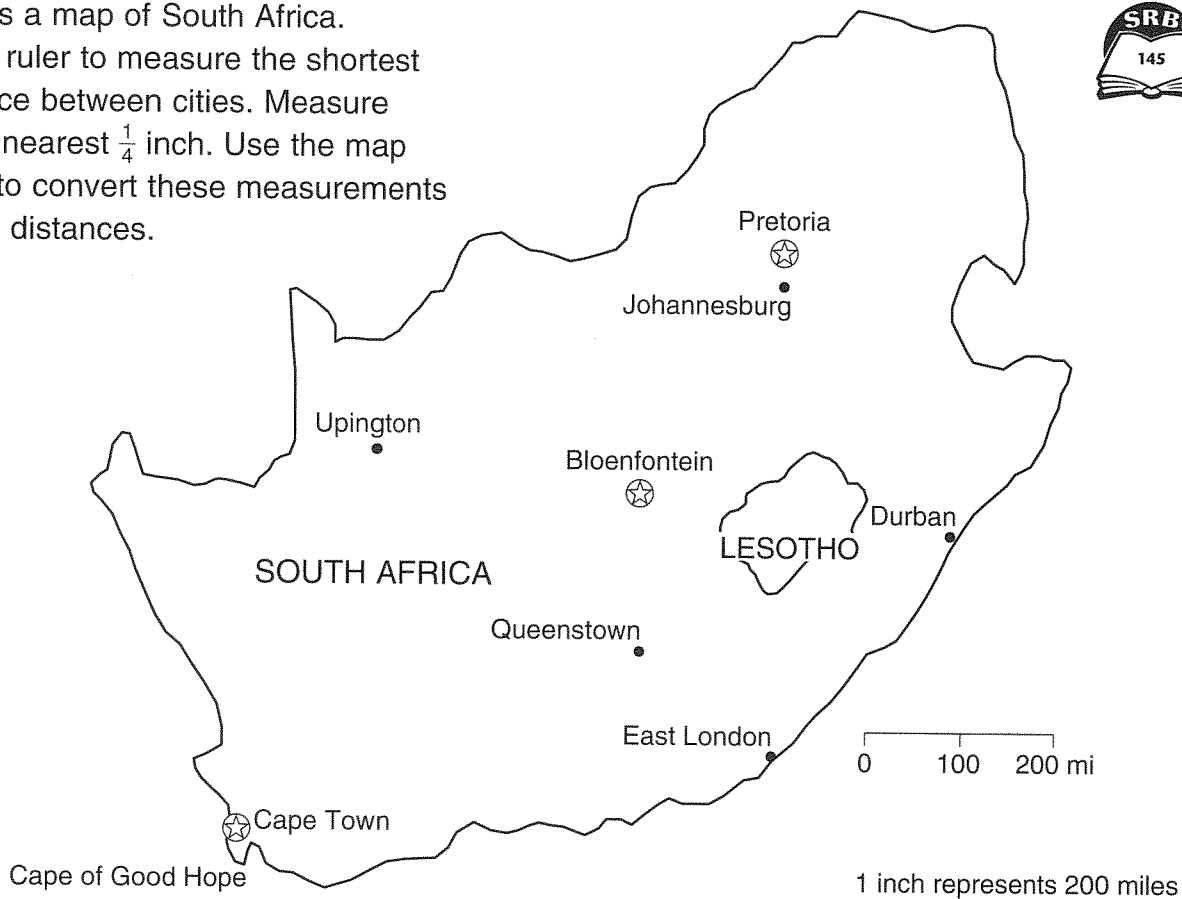 s a map of South Africa.
ruler to measure the shortest
ce between cities. Measure
nearest 1/4 inch. Use the map
to convert these measurements
distances.
SRB
145
Pretoria
Johannesburg
Upington
Bloenfontein
LESOTHO
Durban
SOUTH AFRICA
Queenstown
East London
0 100 200 mi
Cape Town
Cape of Good Hope
1 inch represents 200 miles